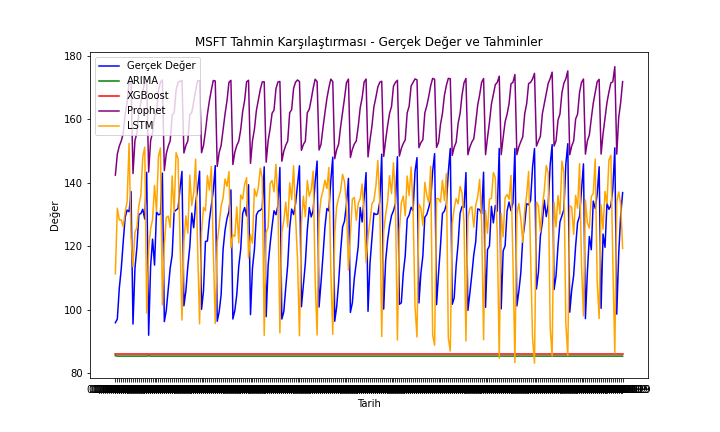 MSFT Tahmin Karşılaştırması - Gerçek Değer ve Tahminler
Gerçek Değer
ARIMA
XGBoost
Prophet
LSTM
180
160
140
120
100
80
Değer
Tarih